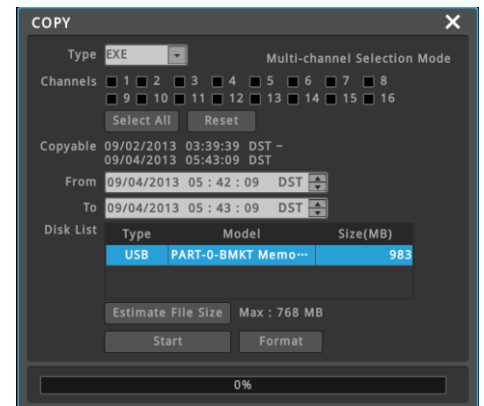 COPY ×
Type EXE Multi-channel Selection Mode
Channels 1 2 3 4 5 6 7 8
9 10 11 12 13 14 15 16
Select All Reset
Copyable 09/02/2013 03:39:39 DST ~
09/04/2013 05:43:09 DST
From 09/04/2013 05 : 42 : 09 DST
To 09/04/2013 05 : 43 : 09 DST
Disk List Type Model Size(MB)
USB PART-0-BMKT Memo··· 983
Estimate File Size Max : 768 MB
Start Format
0%